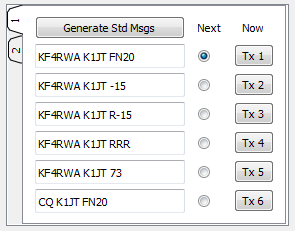 1
2
Generate Std Msgs Next Now
KF4RWA K1JT FN20 Tx 1
KF4RWA K1JT -15 Tx 2
KF4RWA K1JT R-15 Tx 3
KF4RWA K1JT RRR Tx 4
KF4RWA K1JT 73 Tx 5
CQ K1JT FN20 Tx 6